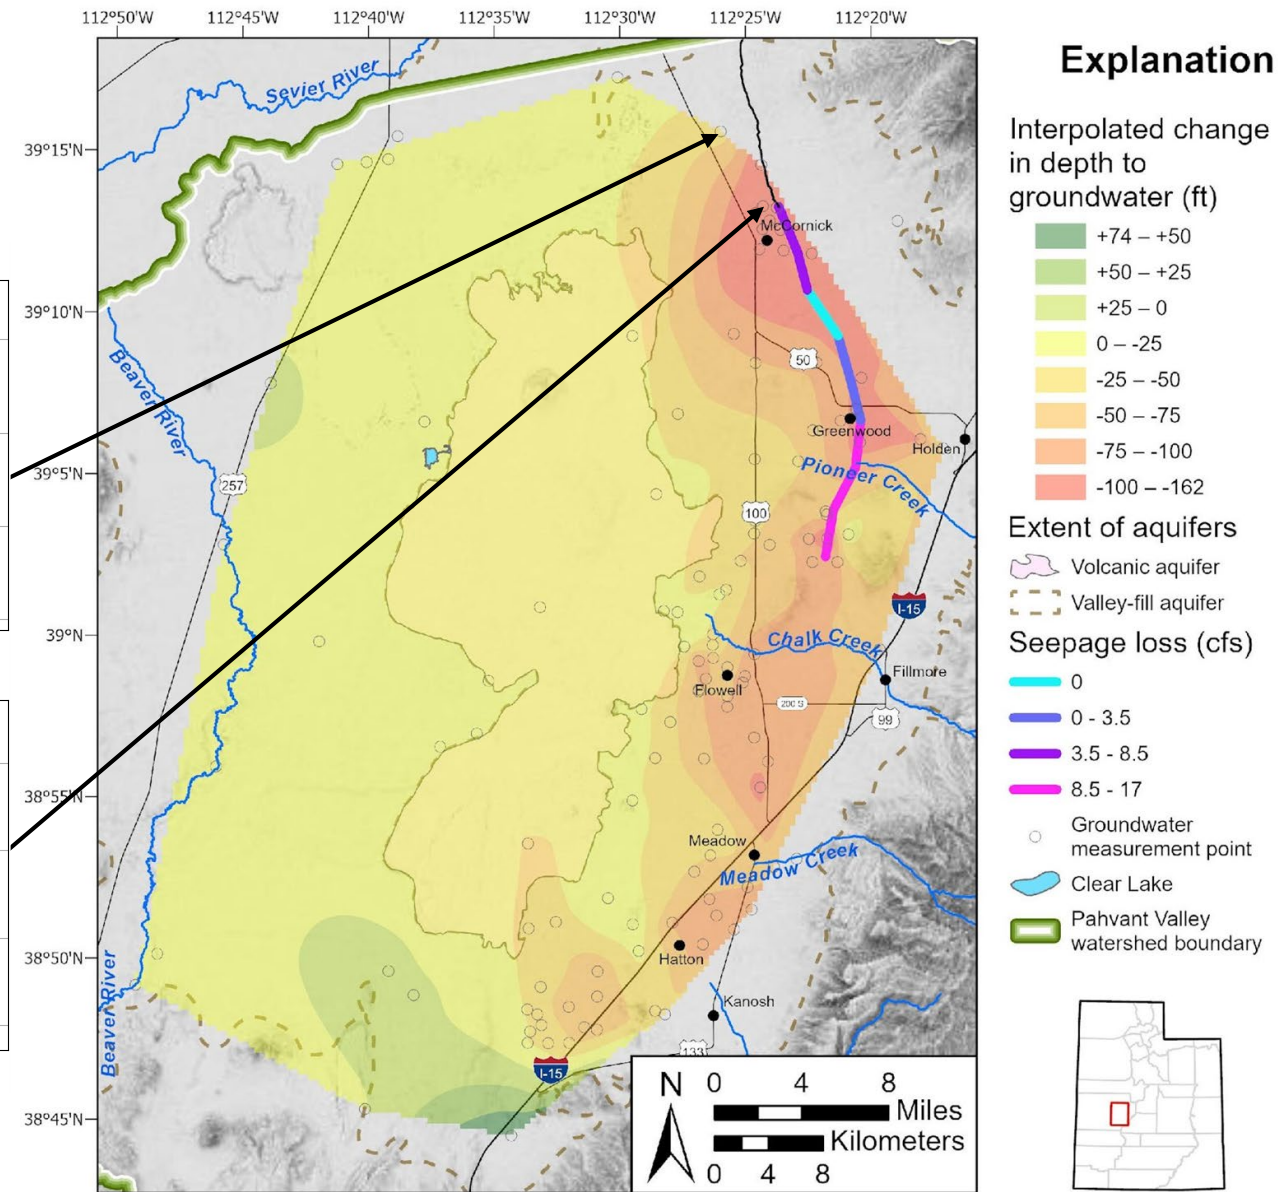 112°50'W 112°45'W 112°40'W 112°35'W 112°30'W 112°25'W 112°20'W
Explanation
Sevier River
39°15'N
39°10'N
39°5'N
39°N
38°55'N
38°50'N
38°45'N
McCornick
50
Beaver River
Greenwood
Holden
Pioneer Creek
257
100
I-15
Chalk Creek
Fillmore
Flowell
200 S
99
Meadow
Meadow Creek
Hatton
Kanosh
Beaver River
133
I-15
N
0 4 8
Miles
Kilometers
0 4 8
Interpolated change
in depth to
groundwater (ft)
+74 – +50
+50 – +25
+25 – 0
0 – -25
-25 – -50
-50 – -75
-75 – -100
-100 – -162
Extent of aquifers
Volcanic aquifer
Valley-fill aquifer
Seepage loss (cfs)
0
0 - 3.5
3.5 - 8.5
8.5 - 17
Groundwater
measurement point
Clear Lake
Pahvant Valley
watershed boundary